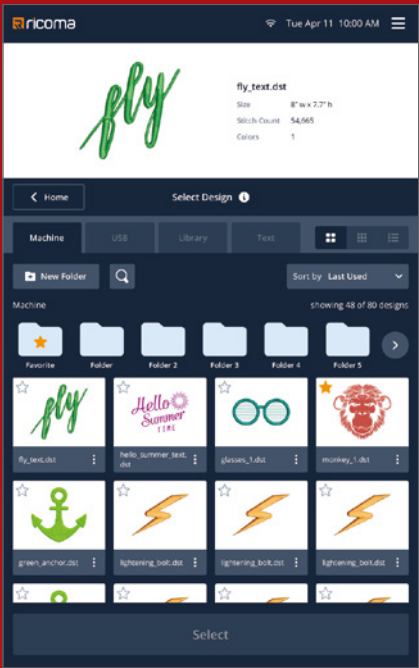 ricoma
Tue Apr 11 10:00 AM
fly
fly_text.dst
Size 8" w x 7.7" h
Stitch-Count 54,665
Colors 1
Home
Select Design
Machine USB Library Text
New Folder
Sort by Last Used
Machine
showing 48 of 80 designs
Favorite Folder Folder 2 Folder 3 Folder 4 Folder 5
fly
Hello
Summer
TIME
fly_text.dst
hello_summer_text.
dst
glasses_1.dst
monkey_1.dst
green_anchor.dst lightening_bolt.dst lightening_bolt.dst lightening_bolt.dst
Select